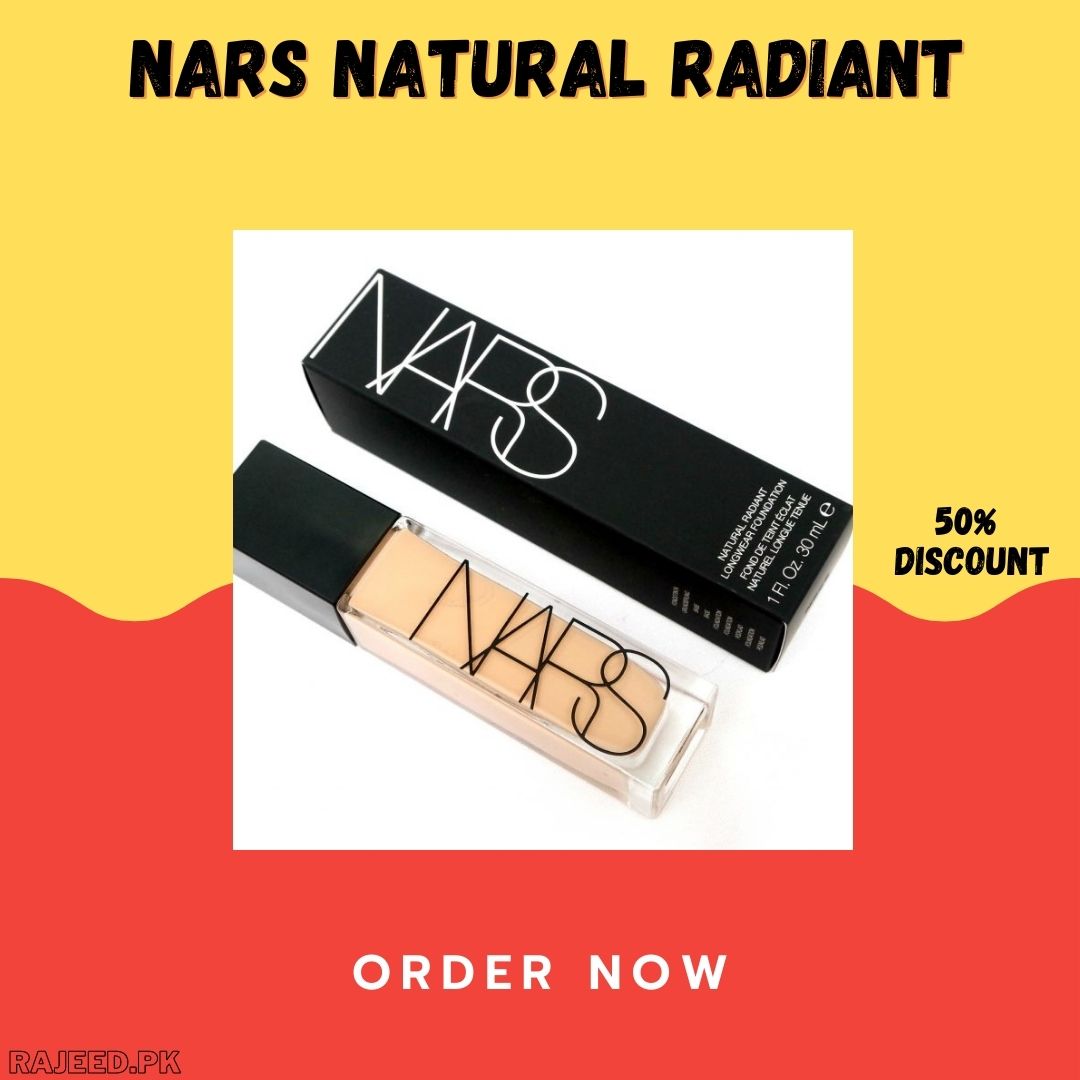 NARS NATURAL RADIANT
NARS
NATURAL RADIANT
LONGWEAR FOUNDATION
FOND DE TEINT ÉCLAT
NATUREL LONGUE TENUE
1 Fl. Oz. 30 mL e
NARS
50%
DISCOUNT
ORDER NOW
RAJEED.PK